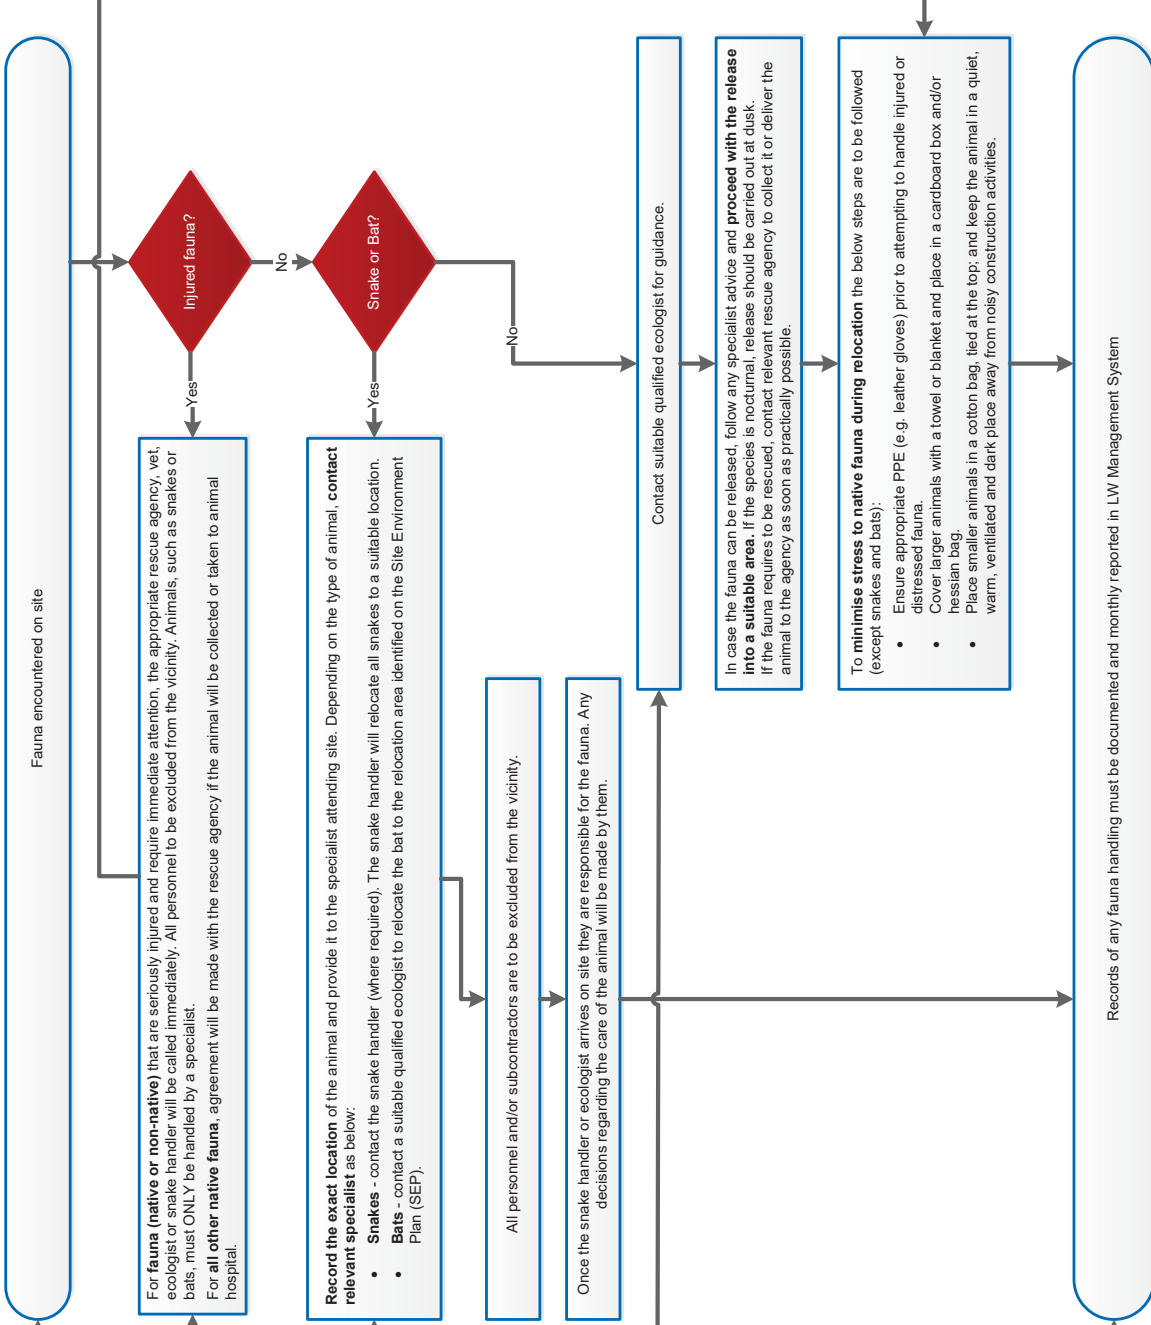 Fauna encountered on site
Injured fauna?
Yes
No
For fauna (native or non-native) that are seriously injured and require immediate attention, the appropriate rescue agency, vet,
ecologist or snake handler will be called immediately. All personnel to be excluded from the vicinity. Animals, such as snakes or
bats, must ONLY be handled by a specialist.
For all other native fauna, agreement will be made with the rescue agency if the animal will be collected or taken to animal
hospital.
Snake or Bat?
Yes
No
Record the exact location of the animal and provide it to the specialist attending site. Depending on the type of animal, contact
relevant specialist as below:
• Snakes - contact the snake handler (where required). The snake handler will relocate all snakes to a suitable location.
• Bats - contact a suitable qualified ecologist to relocate the bat to the relocation area identified on the Site Environment
Plan (SEP).
All personnel and/or subcontractors are to be excluded from the vicinity.
Once the snake handler or ecologist arrives on site they are responsible for the fauna. Any
decisions regarding the care of the animal will be made by them.
Contact suitable qualified ecologist for guidance.
In case the fauna can be released, follow any specialist advice and proceed with the release
into a suitable area. If the species is nocturnal, release should be carried out at dusk.
If the fauna requires to be rescued, contact relevant rescue agency to collect it or deliver the
animal to the agency as soon as practically possible.
To minimise stress to native fauna during relocation the below steps are to be followed
(except snakes and bats):
• Ensure appropriate PPE (e.g. leather gloves) prior to attempting to handle injured or
distressed fauna.
• Cover larger animals with a towel or blanket and place in a cardboard box and/or
hessian bag.
• Place smaller animals in a cotton bag, tied at the top; and keep the animal in a quiet,
warm, ventilated and dark place away from noisy construction activities.
Records of any fauna handling must be documented and monthly reported in LW Management System